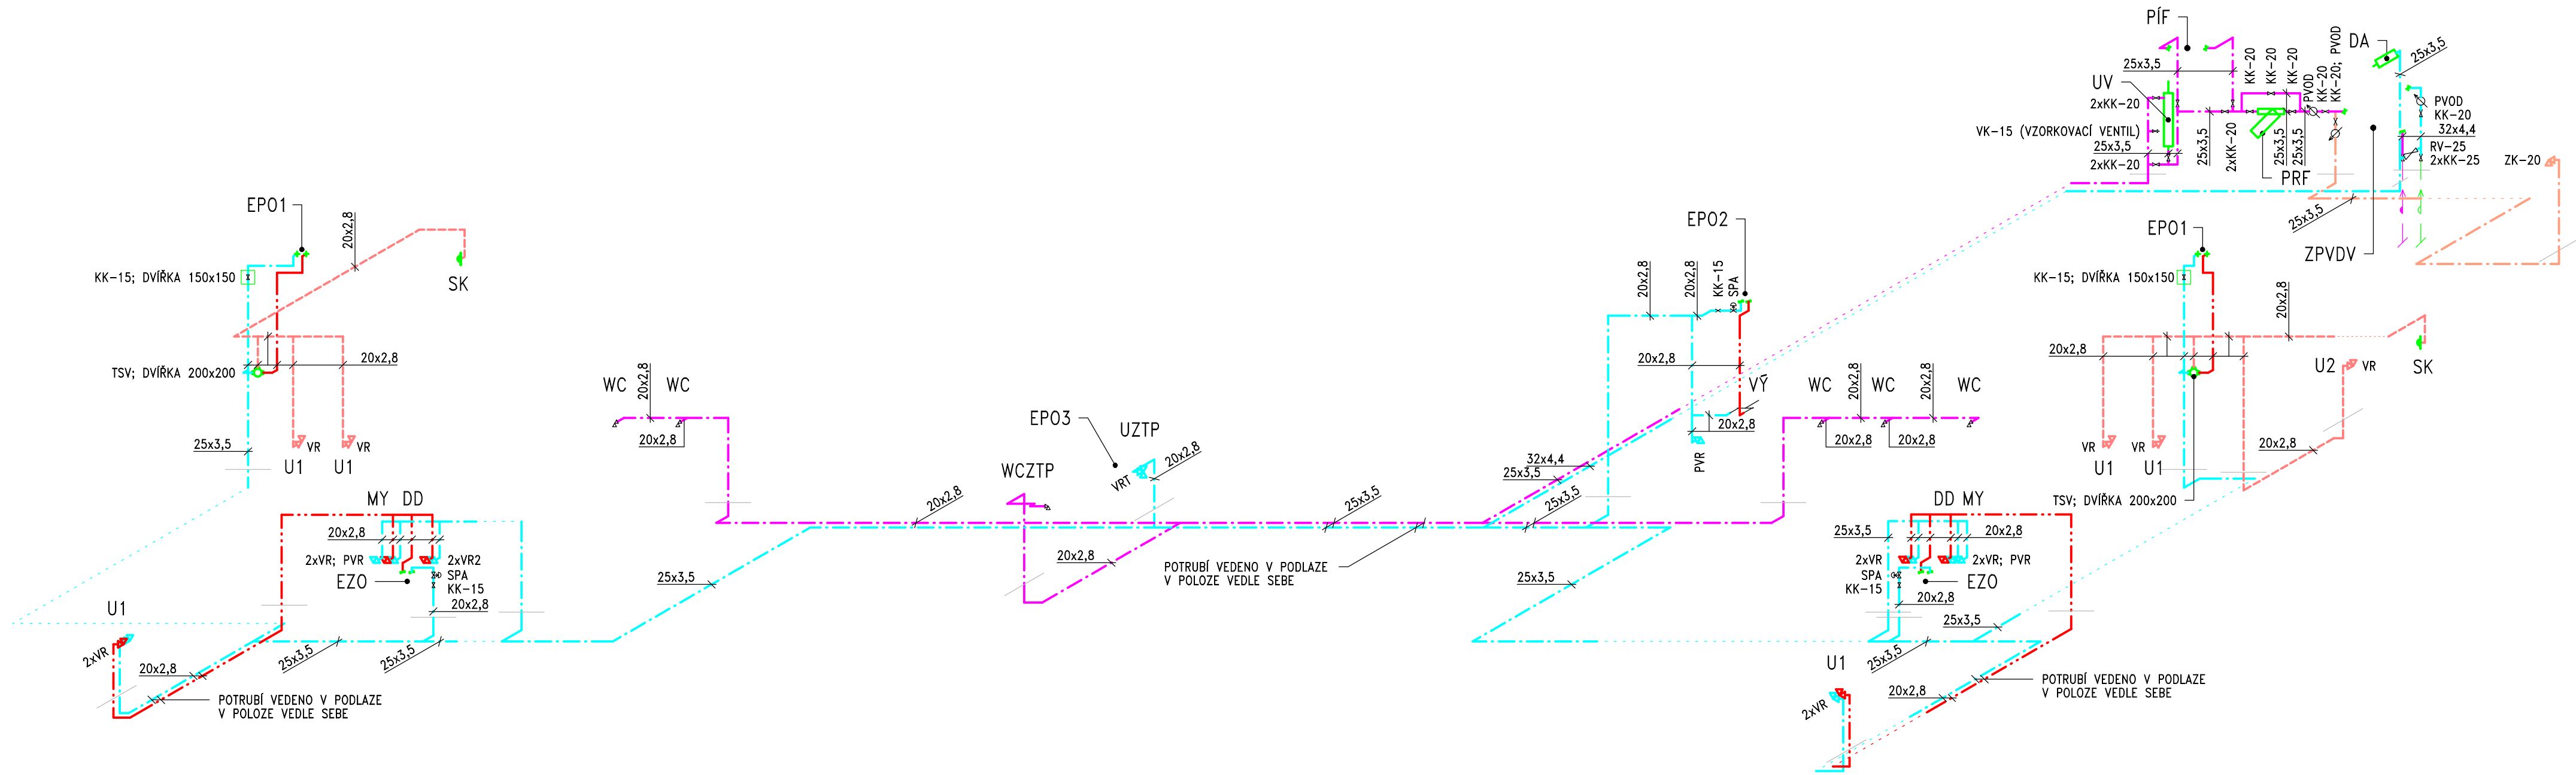 PÍF
DA
25x3,5
25x3,5
KK-20
KK-20
KK-20
PVOD
KK-20
KK-20; PVOD
UV
2xKK-20
VK-15 (VZORKOVACÍ VENTIL)
25x3,5
2xKK-20
25x3,5
2xKK-20
25x3,5
25x3,5
PRF
PVOD
KK-20
32x4,4
RV-25
2xKK-25
ZK-20
25x3,5
ZPVDV
EPO1
20x2,8
KK-15; DVÍŘKA 150x150
SK
20x2,8
TSV; DVÍŘKA 200x200
25x3,5
VR
VR
U1
U1
EPO2
20x2,8
20x2,8
KK-15
SPA
20x2,8
VÝ
20x2,8
PVR
EPO1
KK-15; DVÍŘKA 150x150
20x2,8
20x2,8
U2
VR
SK
VR
VR
U1
U1
20x2,8
TSV; DVÍŘKA 200x200
WC
20x2,8
WC
20x2,8
EPO3
UZTP
WCZTP
VRT
20x2,8
WC
20x2,8
WC
20x2,8
WC
20x2,8
20x2,8
32x4,4
25x3,5
20x2,8
25x3,5
25x3,5
20x2,8
POTRUBÍ VEDENO V PODLAZE
V POLOZE VEDLE SEBE
25x3,5
25x3,5
MY DD
20x2,8
2xVR; PVR
2xVR2
SPA
KK-15
EZO
20x2,8
U1
2xVR
20x2,8
25x3,5
25x3,5
POTRUBÍ VEDENO V PODLAZE
V POLOZE VEDLE SEBE
DD MY
25x3,5
20x2,8
2xVR
2xVR; PVR
SPA
KK-15
EZO
20x2,8
25x3,5
25x3,5
U1
2xVR
20x2,8
POTRUBÍ VEDENO V PODLAZE
V POLOZE VEDLE SEBE